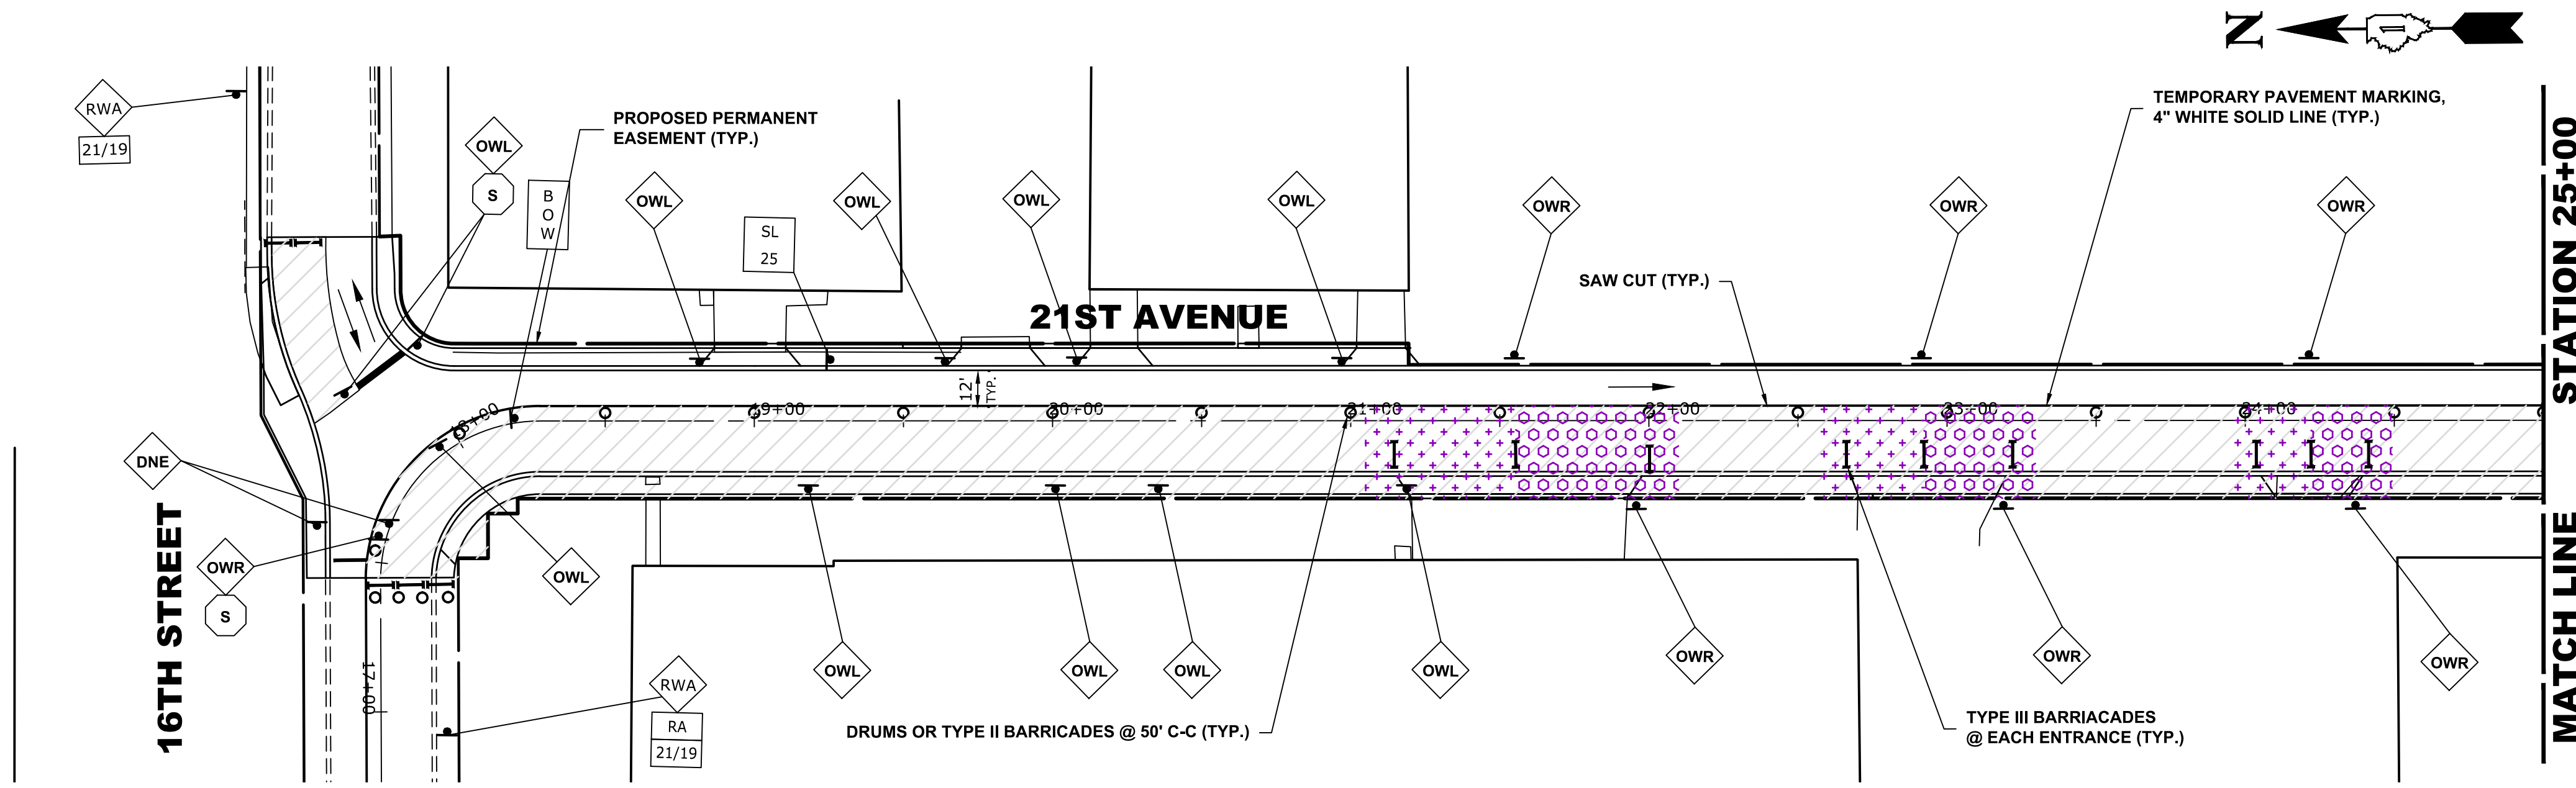 N
1
RWA
21/19
PROPOSED PERMANENT
EASEMENT (TYP.)
OWL
S
B
O
W
OWL
SL
25
OWL
OWL
OWL
OWR
OWR
OWR
TEMPORARY PAVEMENT MARKING,
4" WHITE SOLID LINE (TYP.)
SAW CUT (TYP.)
21ST AVENUE
12'
TYP.
18+00
19+00
20+00
21+00
22+00
23+00
24+00
DNE
OWR
S
16TH STREET
17+00
OWL
RWA
RA
21/19
OWL
OWL
OWL
OWL
OWR
OWR
OWR
DRUMS OR TYPE II BARRICADES @ 50' C-C (TYP.)
TYPE III BARRIACADES
@ EACH ENTRANCE (TYP.)
MATCH LINE STATION 25+00